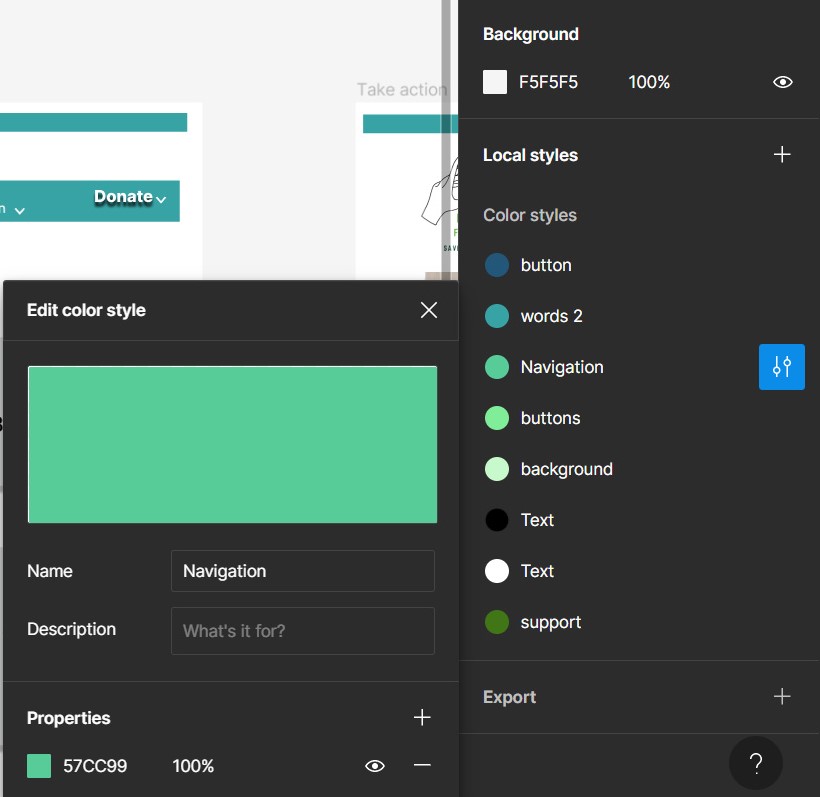 Take action
Donate
n
SAV
Edit color style
Name
Navigation
Description
What's it for?
Properties
57CC99 100%
Background
F5F5F5 100%
Local styles
Color styles
button
words 2
Navigation
buttons
background
Text
Text
support
Export
?